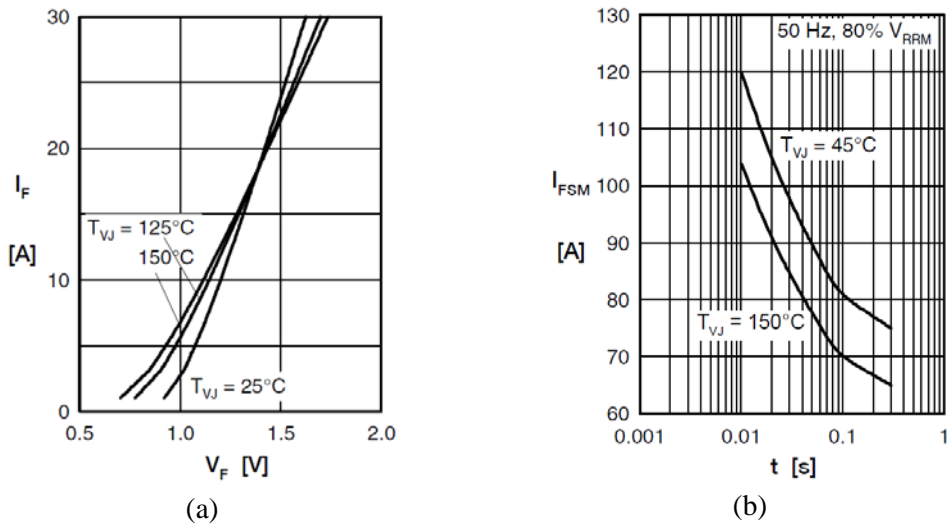 30
20
I_F
[A]
10
0
T_VJ = 125°C
150°C
T_VJ = 25°C
0.5 1.0 1.5 2.0
V_F [V]
(a)
140
130
120
110
I_FSM 100
[A] 90
80
70
60
50 Hz, 80% V_RRM
T_VJ = 45°C
T_VJ = 150°C
0.001 0.01 0.1 1
t [s]
(b)